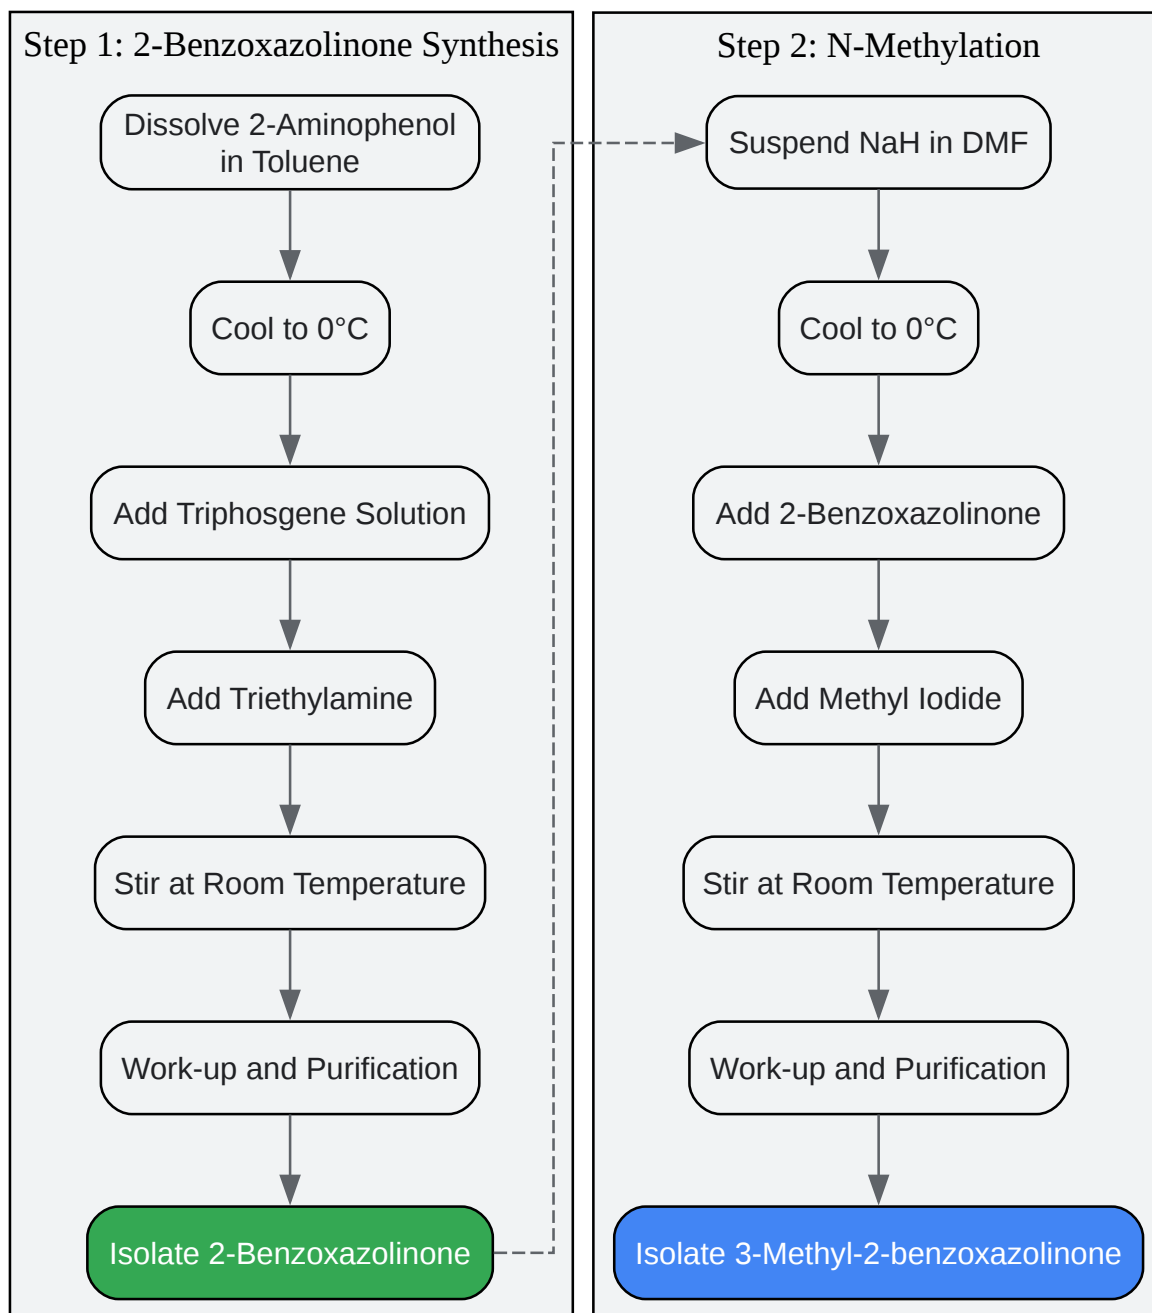 Step 1: 2-Benzoxazolinone Synthesis
Dissolve 2-Aminophenol
in Toluene
Cool to 0°C
Add Triphosgene Solution
Add Triethylamine
Stir at Room Temperature
Work-up and Purification
Isolate 2-Benzoxazolinone
Step 2: N-Methylation
Suspend NaH in DMF
Cool to 0°C
Add 2-Benzoxazolinone
Add Methyl Iodide
Stir at Room Temperature
Work-up and Purification
Isolate 3-Methyl-2-benzoxazolinone